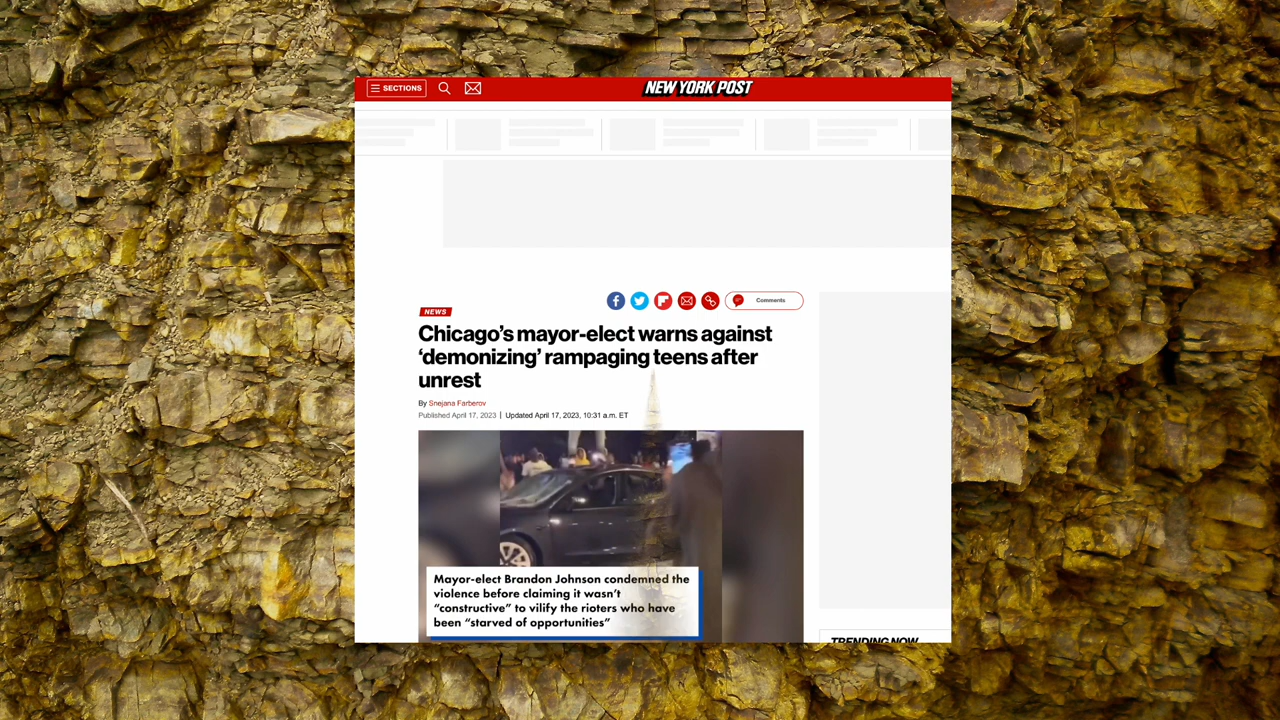 SECTIONS
NEW YORK POST
Comments
NEWS
Chicago's mayor-elect warns against
'demonizing' rampaging teens after
unrest
By Snejana Farberov
Published April 17, 2023 | Updated April 17, 2023, 10:31 a.m. ET
Mayor-elect Brandon Johnson condemned the
violence before claiming it wasn't
"constructive" to vilify the rioters who have
been "starved of opportunities"
TRENDING NOW